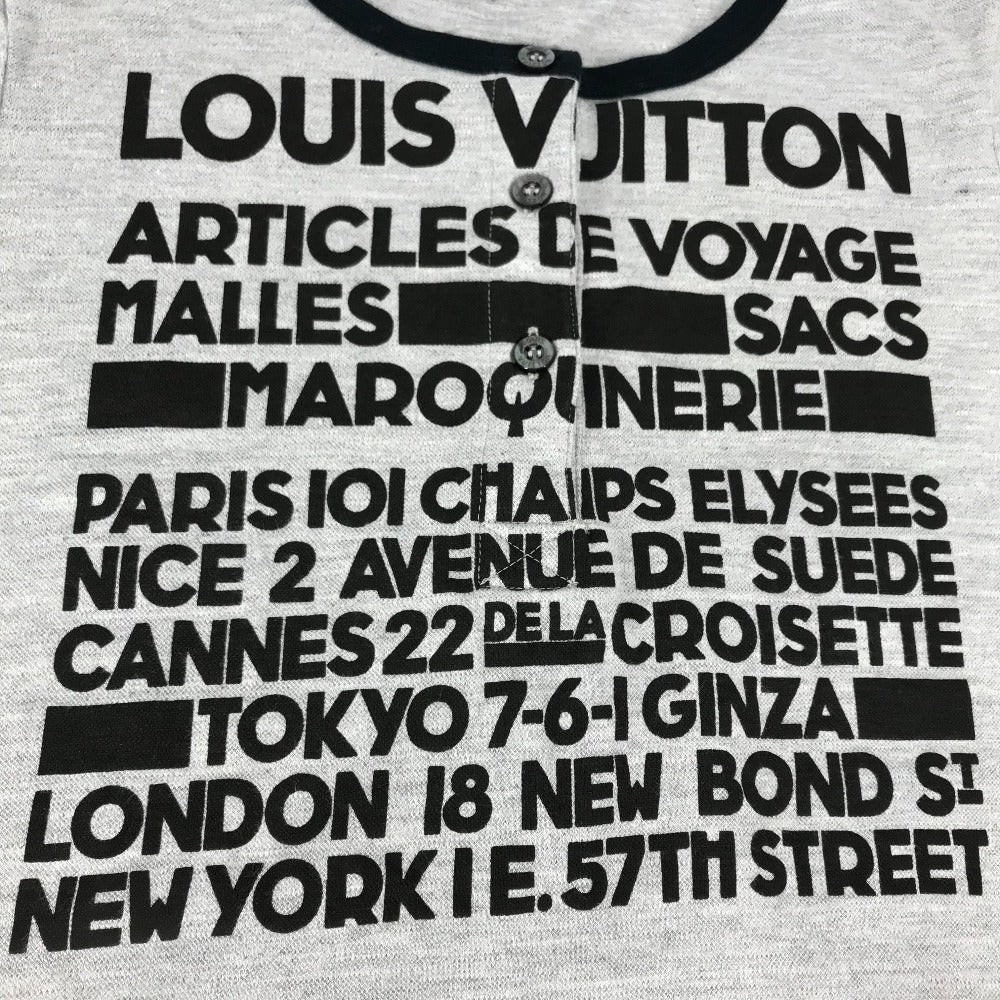 LOUIS VUITTON
ARTICLES DE VOYAGE
MALLES SACS
MAROQUINERIE
PARIS 101 CHAMPS ELYSEES
NICE 2 AVENUE DE SUEDE
CANNES 22 DE LA CROISETTE
TOKYO 7-6-1 GINZA
LONDON 18 NEW BOND ST
NEW YORK 1 E. 57TH STREET